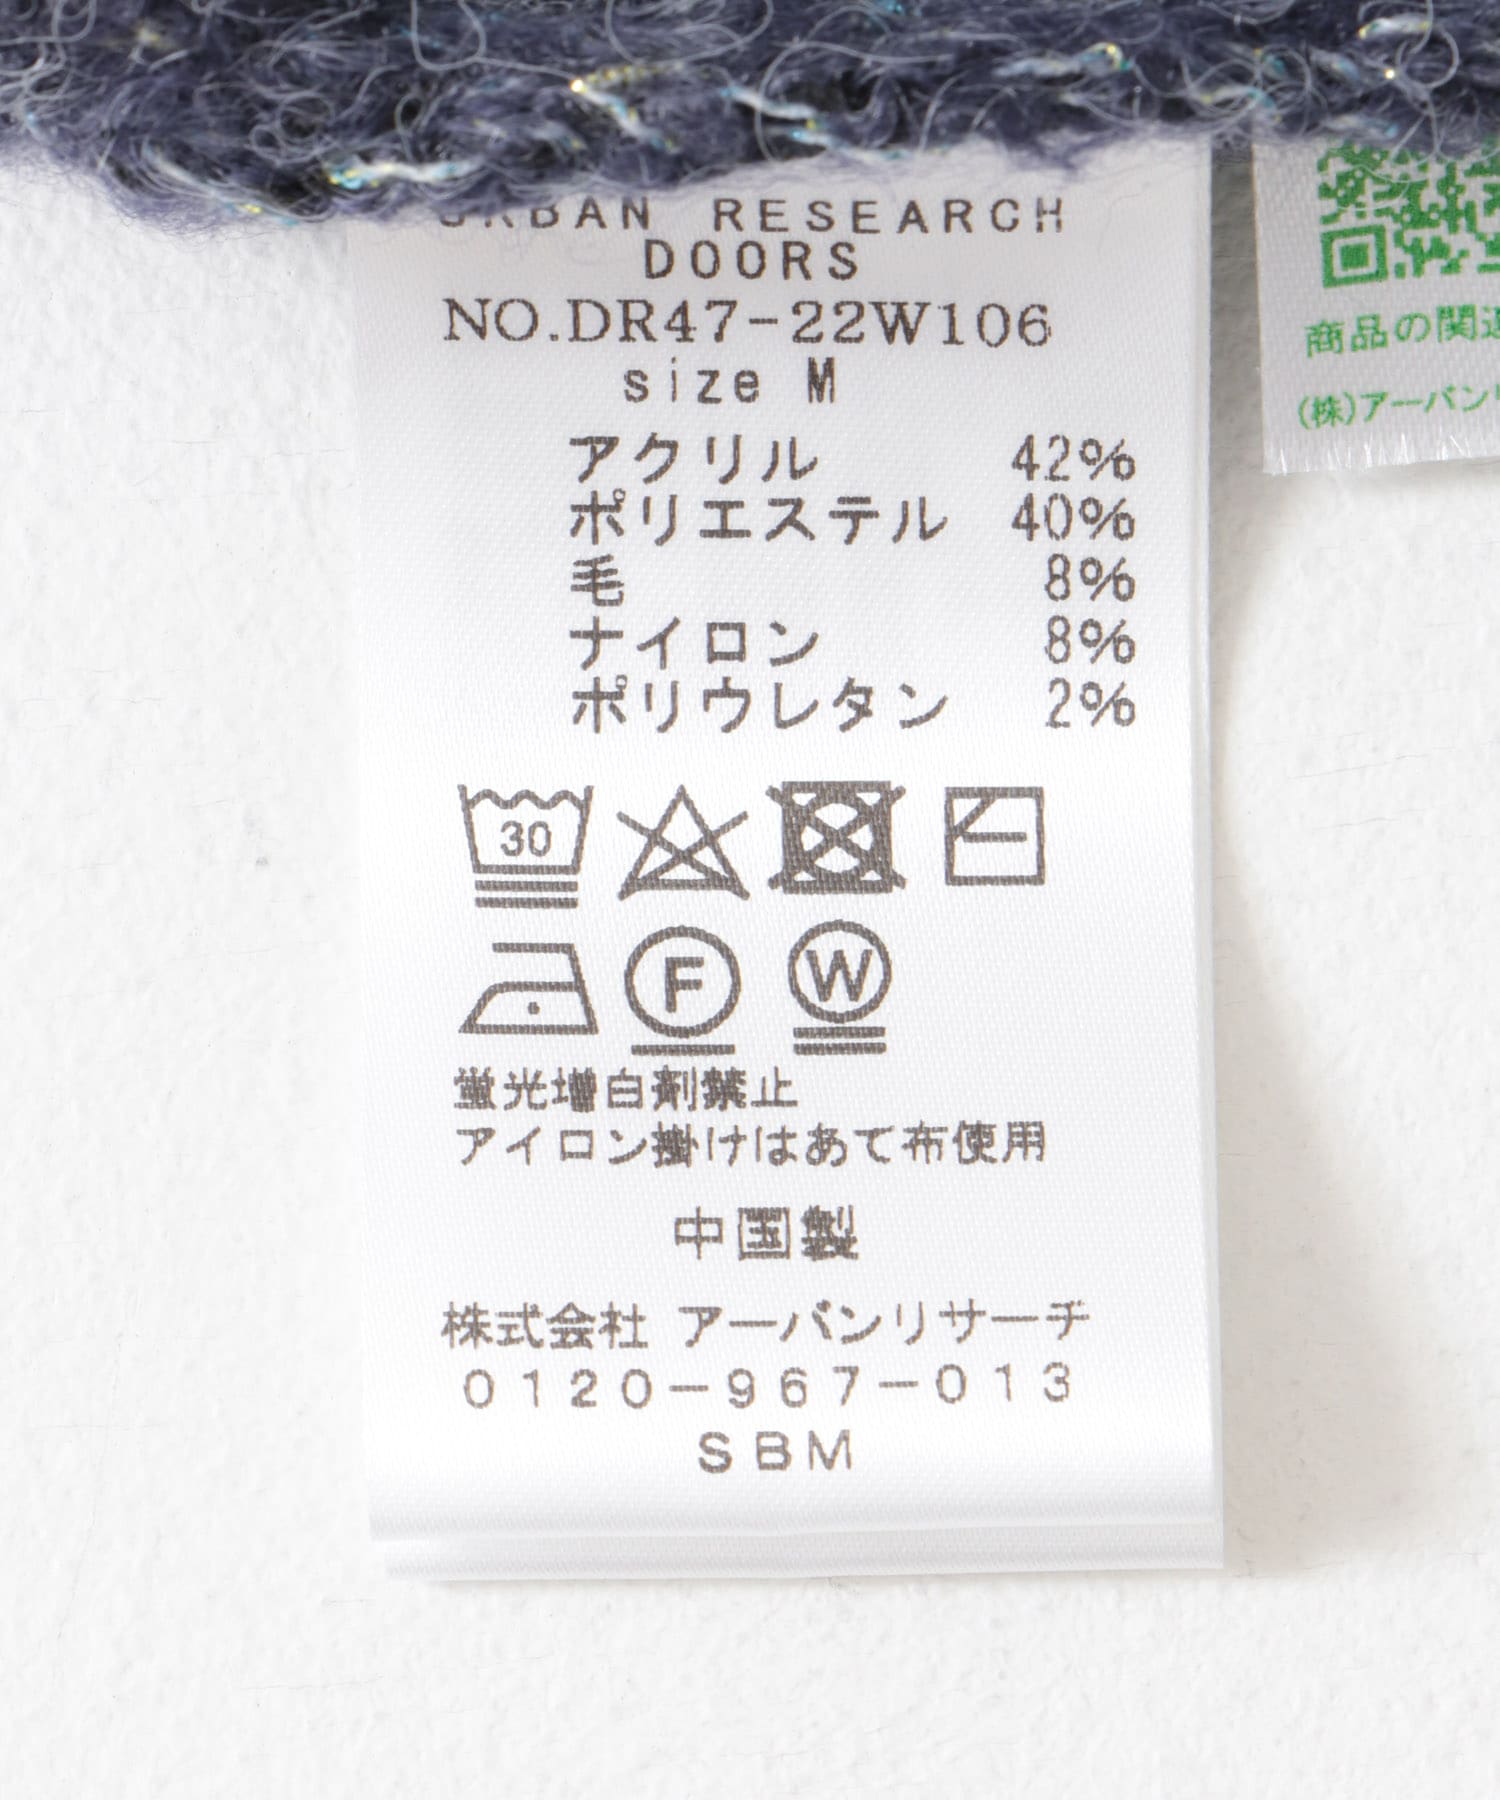 URBAN RESEARCH
DOORS
NO.DR47-22W106
size M
アクリル 42%
ポリエステル 40%
毛 8%
ナイロン 8%
ポリウレタン 2%
30
F
W
蛍光増白剤禁止
アイロン掛けはあて布使用
中国製
株式会社 アーバンリサーチ
0120-967-013
SBM
商品の関
(株)アーバン